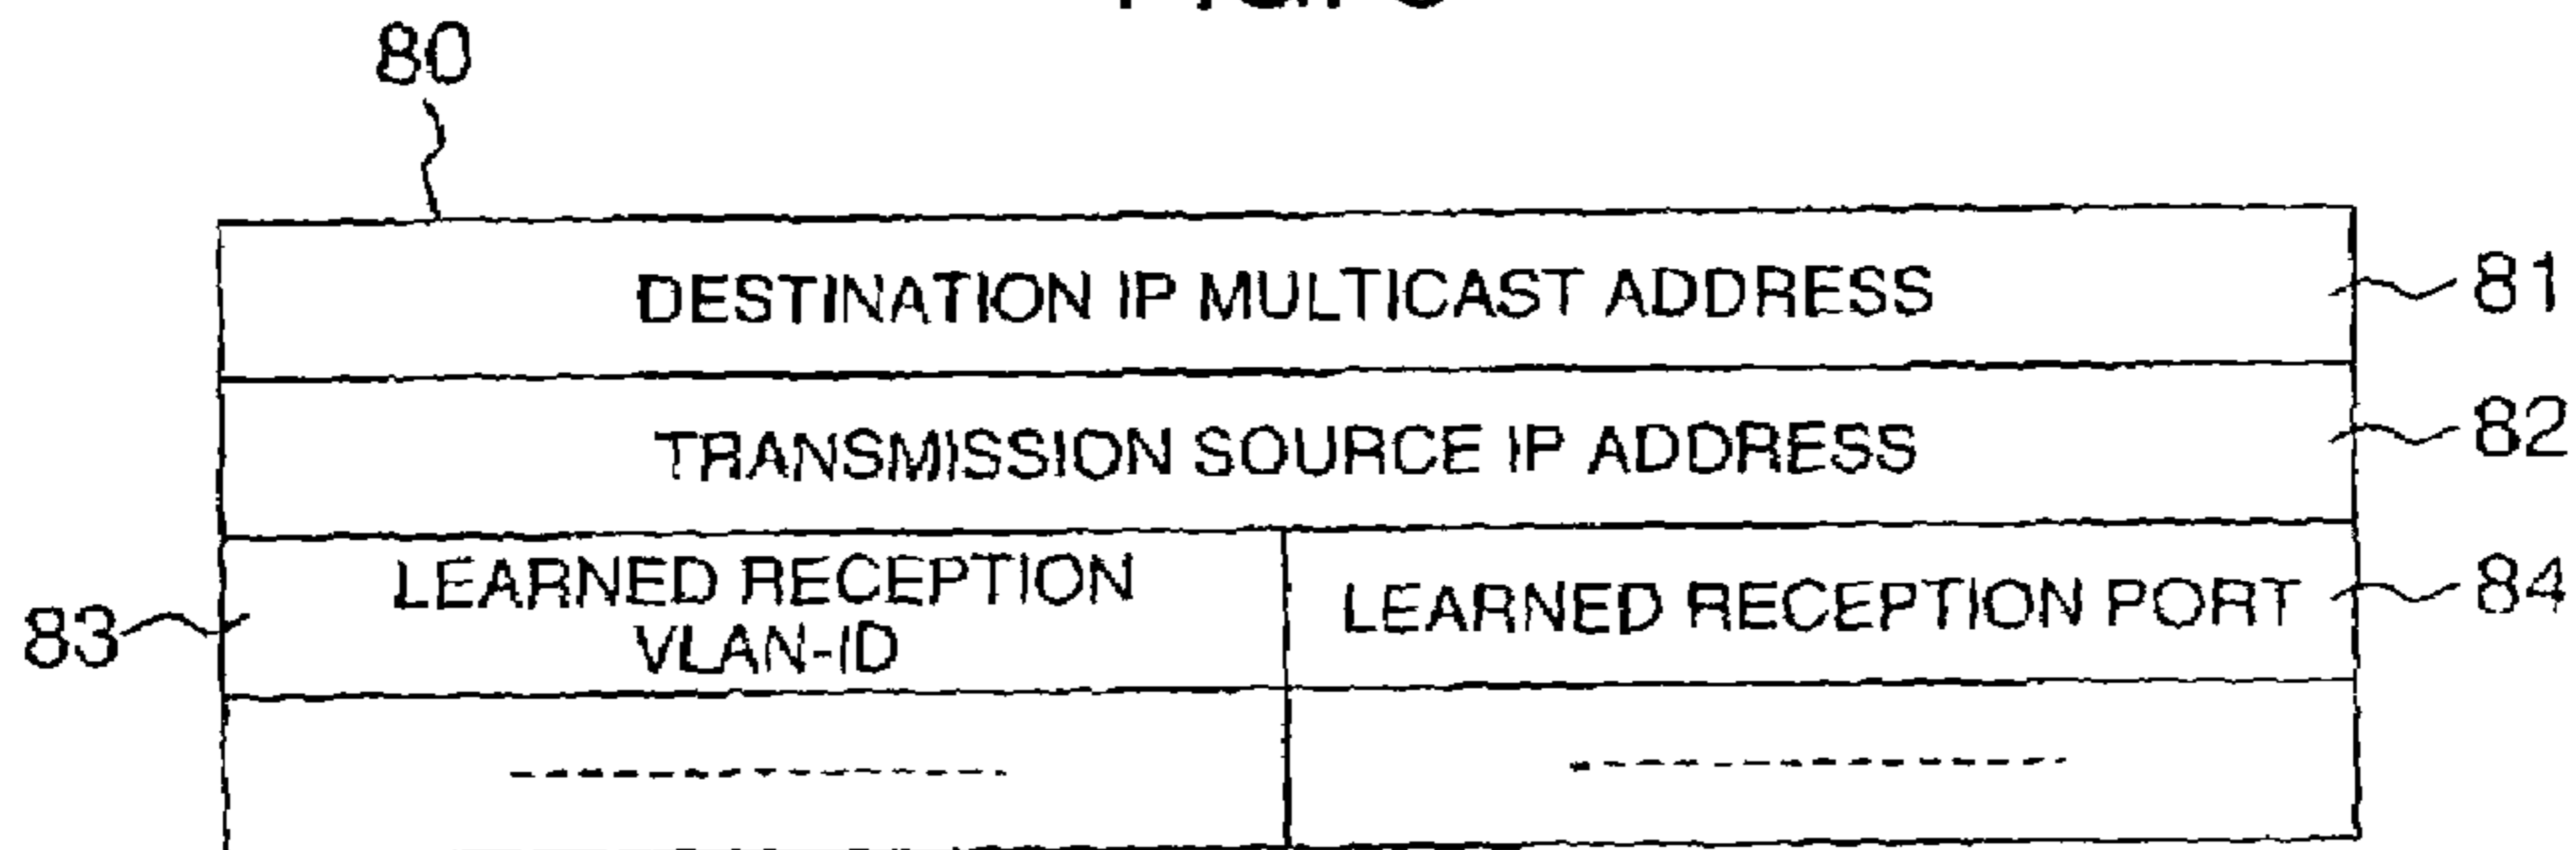 80
DESTINATION IP MULTICAST ADDRESS
81
TRANSMISSION SOURCE IP ADDRESS
82
LEARNED RECEPTION
VLAN-ID
83
LEARNED RECEPTION PORT
84